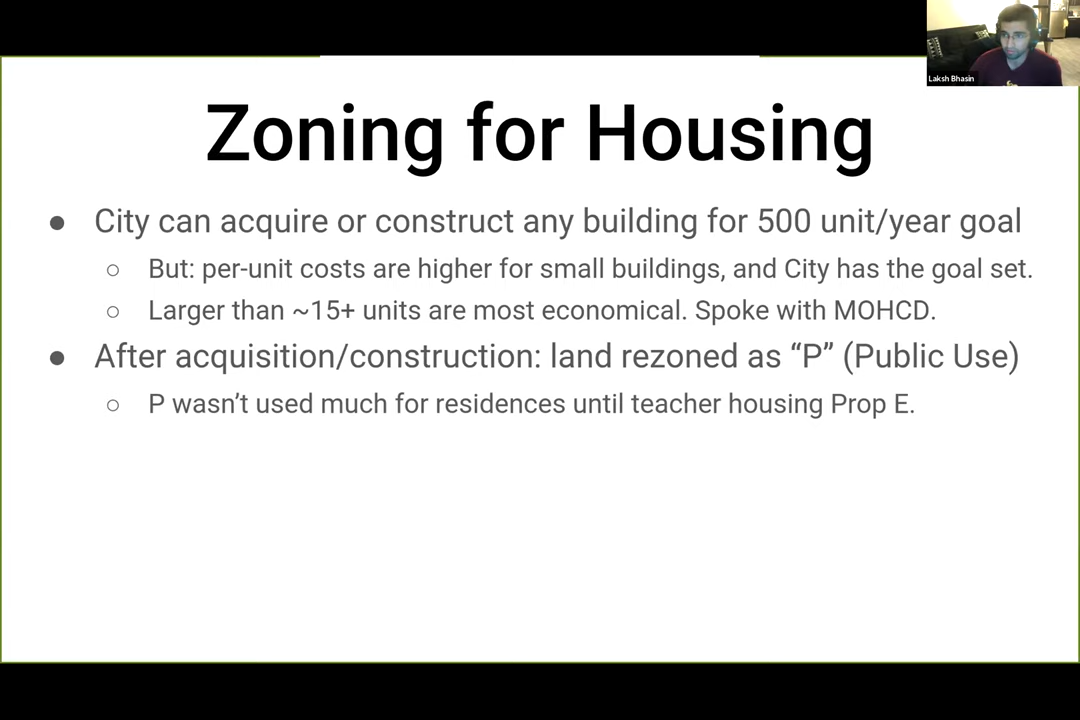 Laksh Bhasin
Zoning for Housing
● City can acquire or construct any building for 500 unit/year goal
○ But: per-unit costs are higher for small buildings, and City has the goal set.
○ Larger than ~15+ units are most economical. Spoke with MOHCD.
● After acquisition/construction: land rezoned as “P” (Public Use)
○ P wasn’t used much for residences until teacher housing Prop E.